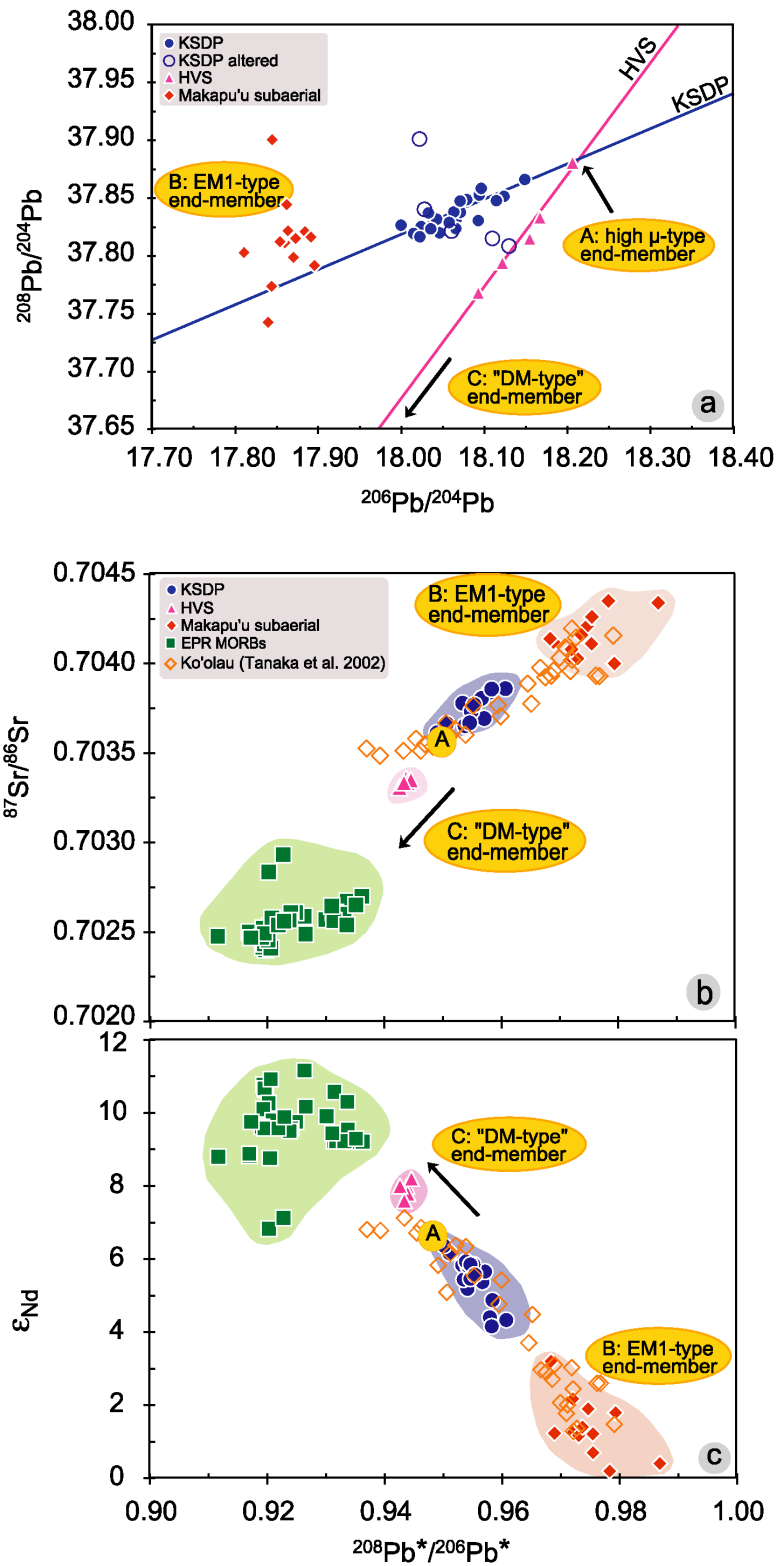 38.00
37.95
37.90
37.85
37.80
37.75
37.70
37.65
²⁰⁸Pb/²⁰⁴Pb
KSDP
KSDP altered
HVS
Makapu'u subaerial
HVS
KSDP
B: EM1-type
end-member
A: high μ-type
end-member
C: "DM-type"
end-member
a
17.70 17.80 17.90 18.00 18.10 18.20 18.30 18.40
²⁰⁶Pb/²⁰⁴Pb
0.7045
0.7040
0.7035
0.7030
0.7025
0.7020
⁸⁷Sr/⁸⁶Sr
KSDP
HVS
Makapu'u subaerial
EPR MORBs
Ko'olau (Tanaka et al. 2002)
B: EM1-type
end-member
A
C: "DM-type"
end-member
b
12
10
8
6
4
2
0
εNd
C: "DM-type"
end-member
A
B: EM1-type
end-member
c
0.90 0.92 0.94 0.96 0.98 1.00
²⁰⁸Pb*/²⁰⁶Pb*